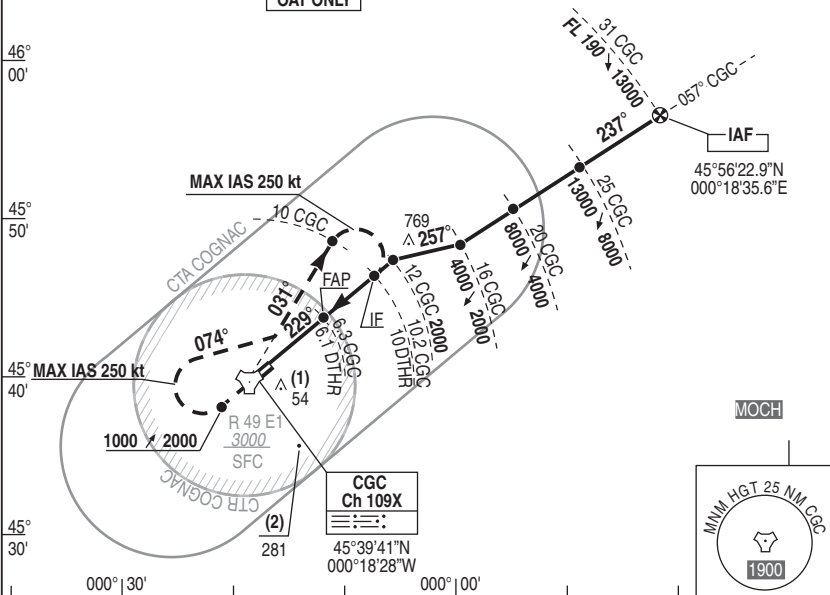 OAT ONLY
46°
00'
31 CGC
FL 190 → 13000
057° CGC
237°
IAF
45°56'22.9"N
000°18'35.6"E
MAX IAS 250 kt
25 CGC
13000 → 8000
45°
50'
10 CGC
769
257°
20 CGC
8000 → 4000
CTA COGNAC
16 CGC
4000 → 2000
FAP
12 CGC 2000
031°
IF
10.2 CGC
10 DTHR
229°
6.3 CGC
6.1 DTHR
074°
45°
40'
MAX IAS 250 kt
(1)
54
1000 ↗ 2000
R 49 E1
3000
SFC
CTR COGNAC
CGC
Ch 109X
(2)
281
45°39'41"N
000°18'28"W
45°
30'
000°30'
000°00'
MOCH
MNM HGT 25 NM CGC
1900